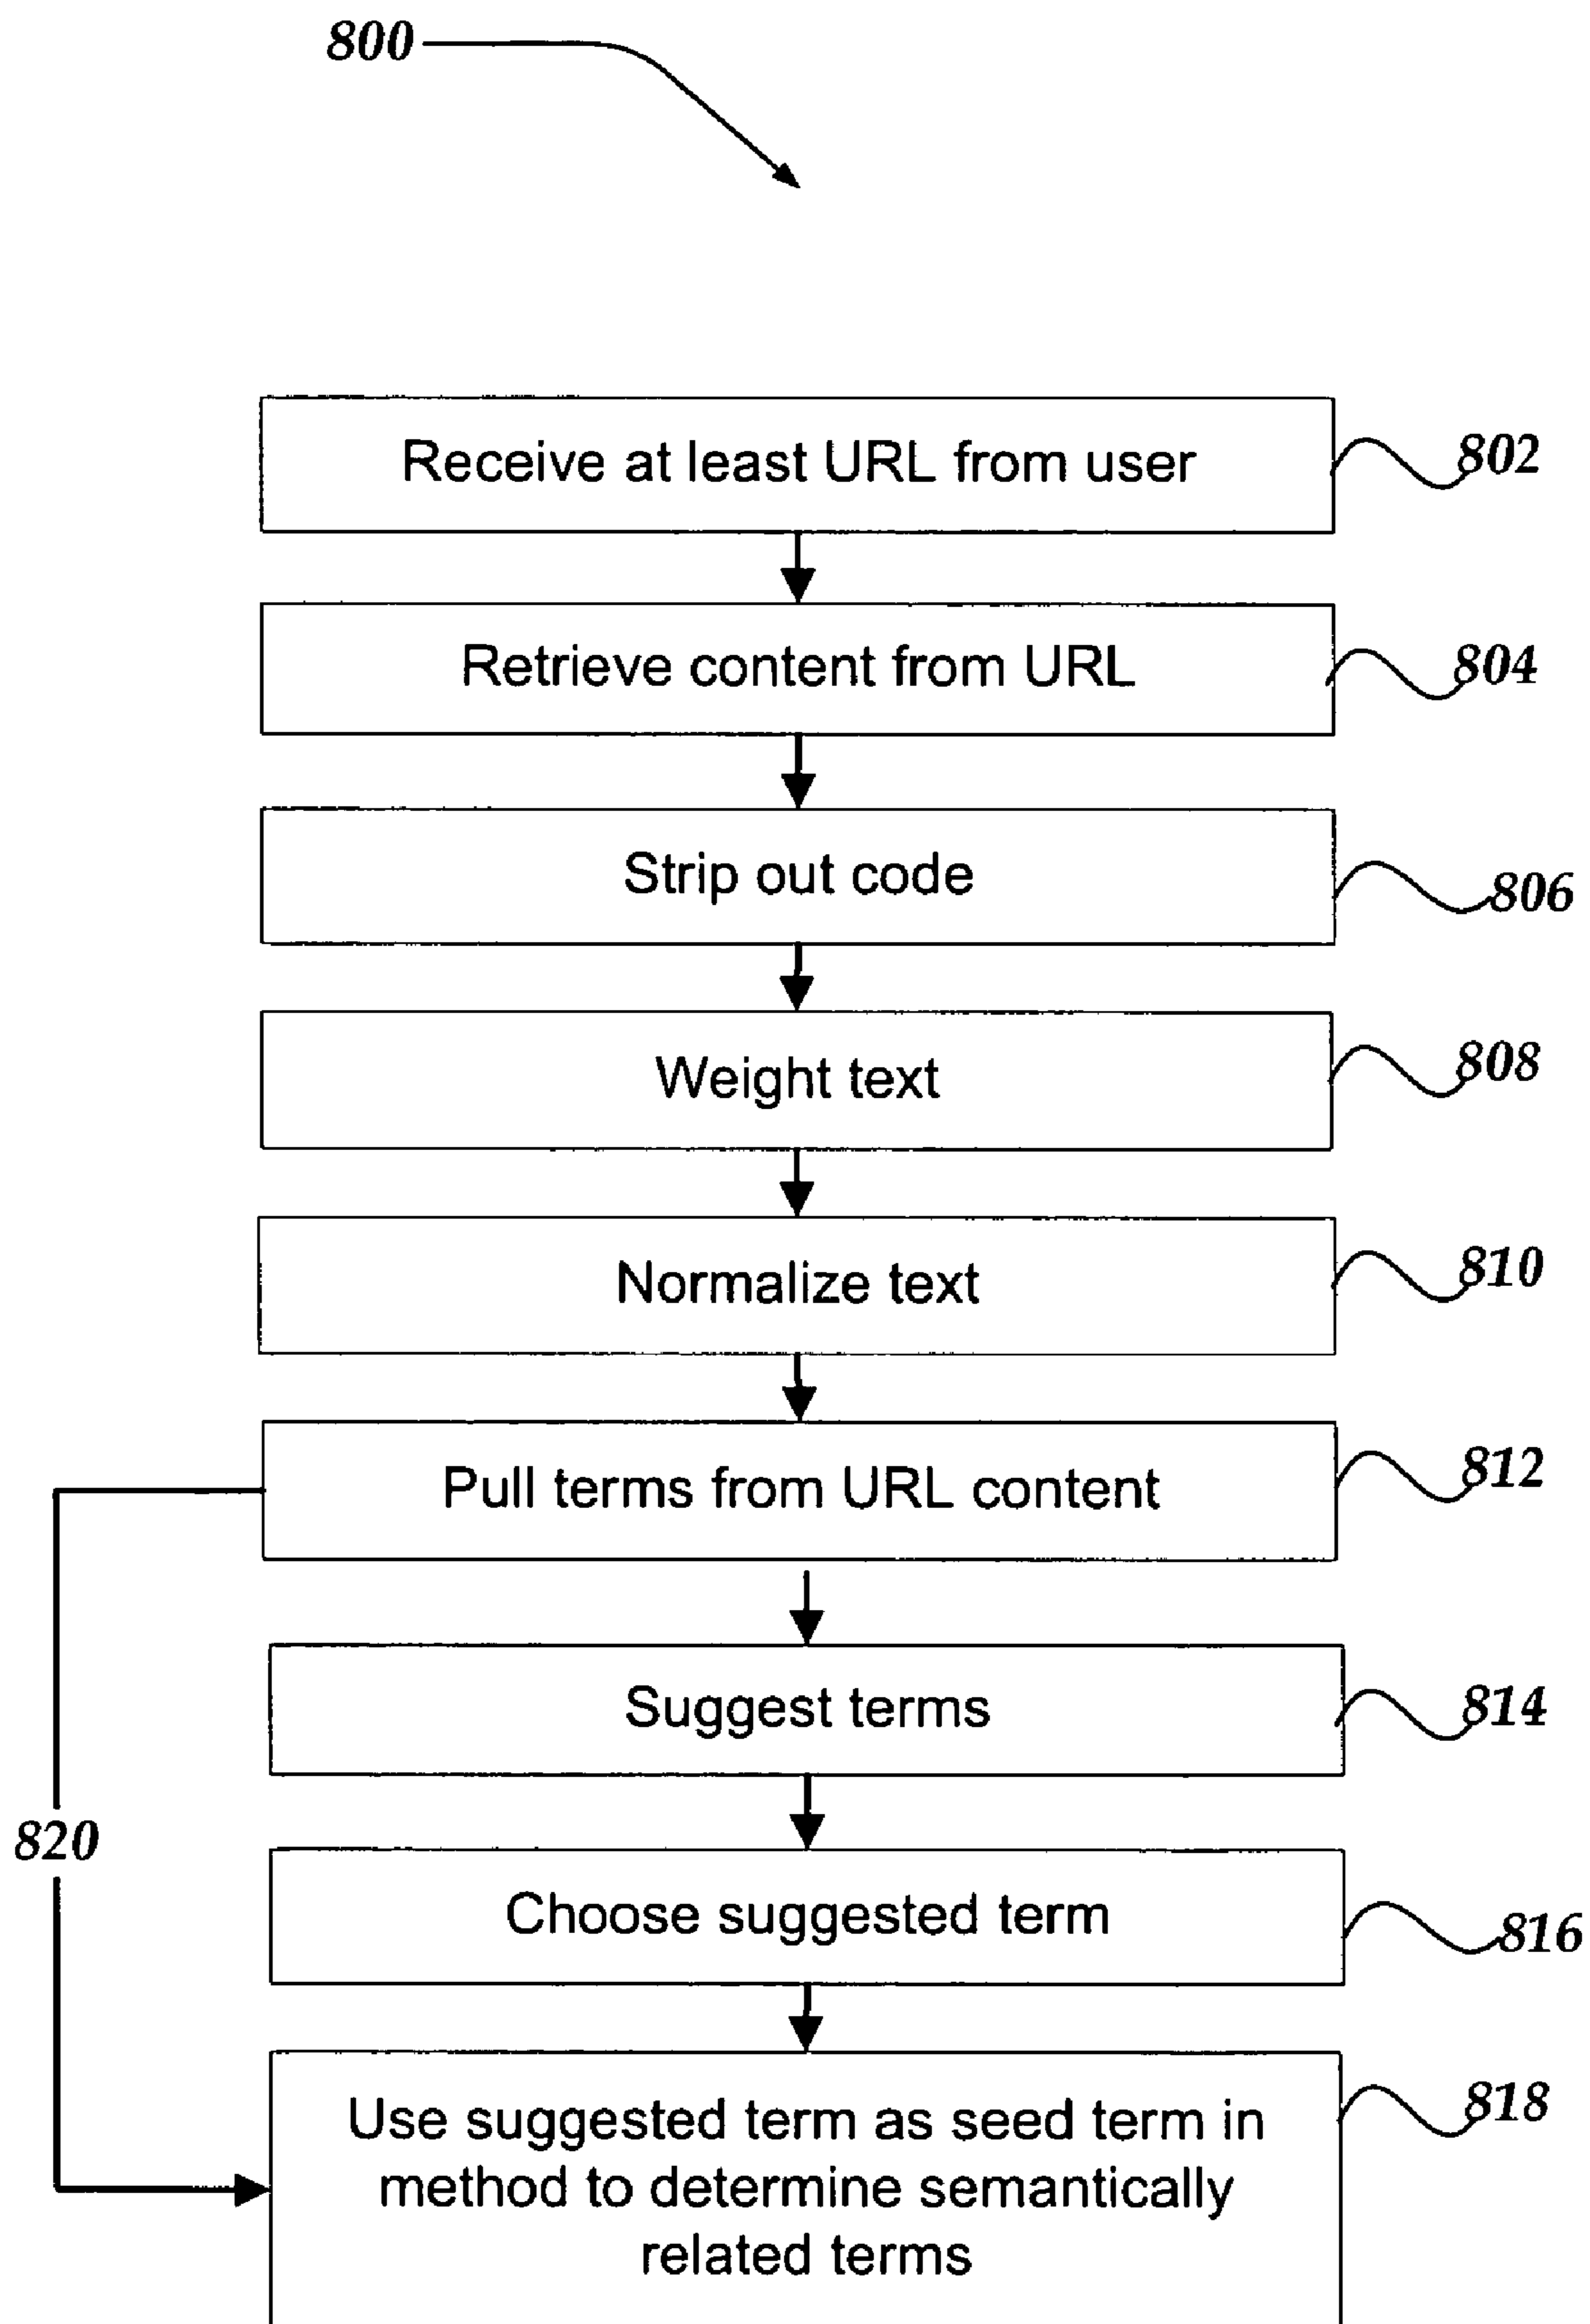 800
Receive at least URL from user
802
Retrieve content from URL
804
Strip out code
806
Weight text
808
Normalize text
810
Pull terms from URL content
812
Suggest terms
814
820
Choose suggested term
816
Use suggested term as seed term in
818
method to determine semantically
related terms